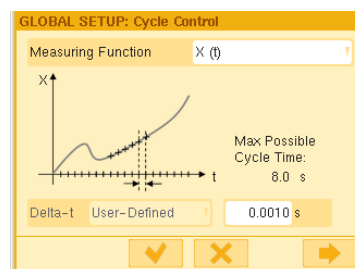 GLOBAL SETUP: Cycle Control
Measuring Function X (t)
X
t
Max Possible
Cycle Time:
8.0 s
Delta-t User-Defined 0.0010 s